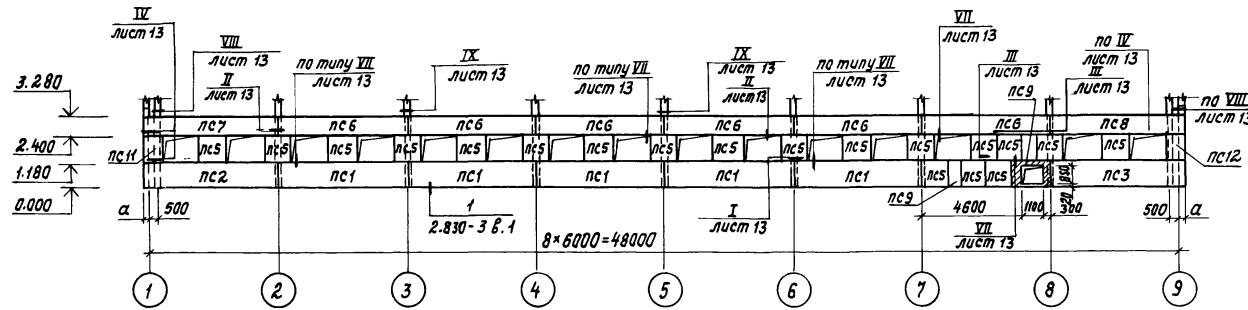 IV
лист 13
VIII
лист 13
II
лист 13
по типу VII
лист 13
IX
лист 13
по типу VII
лист 13
IX
лист 13
II
лист 13
по типу VII
лист 13
VII
лист 13
III
лист 13
пс9
по IV
лист 13
III
лист 13
по VIII
лист 13
3.280
2.400
1.180
0.000
пс7 пс6 пс6 пс6 пс6 пс6 пс6 пс8
пс11 пс5 пс5 пс5 пс5 пс5 пс5 пс5 пс5 пс5 пс5 пс5 пс5 пс5 пс5 пс5 пс5 пс5 пс12
пс2 пс1 пс1 пс1 пс1 пс1 пс5 пс5 пс5 850 пс3
пс9
a 500
1
2.830-3 в.1
I
лист 13
4600 1100 300
VII
лист 13
500 a
8×6000=48000
1 2 3 4 5 6 7 8 9